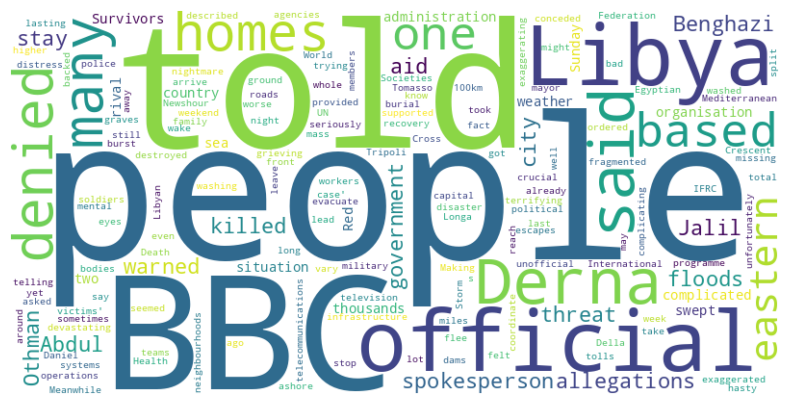 lasting
Survivors
described
agencies
administration
exaggerating
Federation
distress
higher
homes
one
Sunday
might
bad
split
stay
backed
police
World
trying
aid
Benghazi
told
Libya
many
nightmare
arrive
ground
Societies
Egyptian
rival
country
Newshour
roads
whole
members
Tomasso
100km
weather
mayor
washed
away
weekend
worse
provided
know
supported
organisation
Mediterranean
denied
graves
family
night
UN
burial
took
city
ordered
based
still
wake
mass
seriously
recovery
fact
said
burst
sea
grieving
front
Tripoli
Cross
got
well
fragmented
Crescent
missing
destroyed
people
total
soldiers
washing
leave
workers
case'
evacuate
capital
crucial
already
terrifying
IFRC
mental
Libyan
killed
disaster
political
Jalil
eyes
lead
Red
Longa
last
complicating
unfortunately
government
reach
escapes
may
eastern
even
Death
long
unofficial
International
programme
warned
situation
vary
military
Making
s
Derna
floods
bodies
say
two
thousands
television
miles
Storm
coordinate
threat
complicated
telling
yet
victims'
seemed
BBC
infrastructure
official
week
swept
asked
sometimes
around
devastating
neighbourhoods
telecommunications
flee
felt
Della
take
Othman
Abdul
Daniel
teams
ago
stop
lot
dams
tolls
systems
Health
operations
Meanwhile
ashore
spokesperson
allegations
exaggerated
hasty